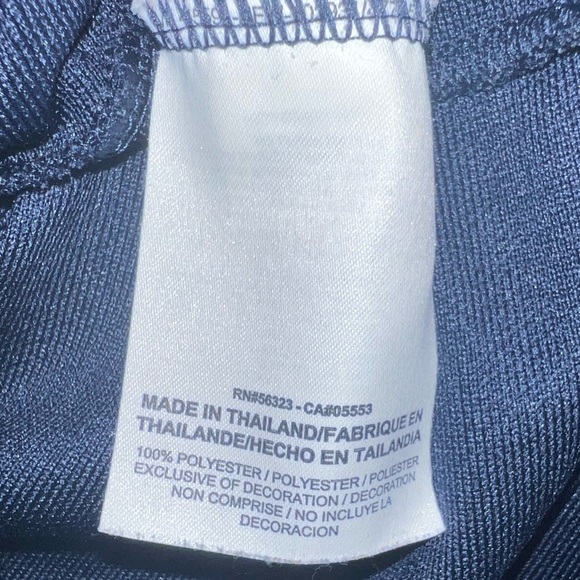 RN#56323 - CA#05553
MADE IN THAILAND/FABRIQUE EN
THAILANDE/HECHO EN TAILANDIA
100% POLYESTER / POLYESTER / POLIESTER
EXCLUSIVE OF DECORATION / DECORATION
NON COMPRISE / NO INCLUYE LA
DECORACION